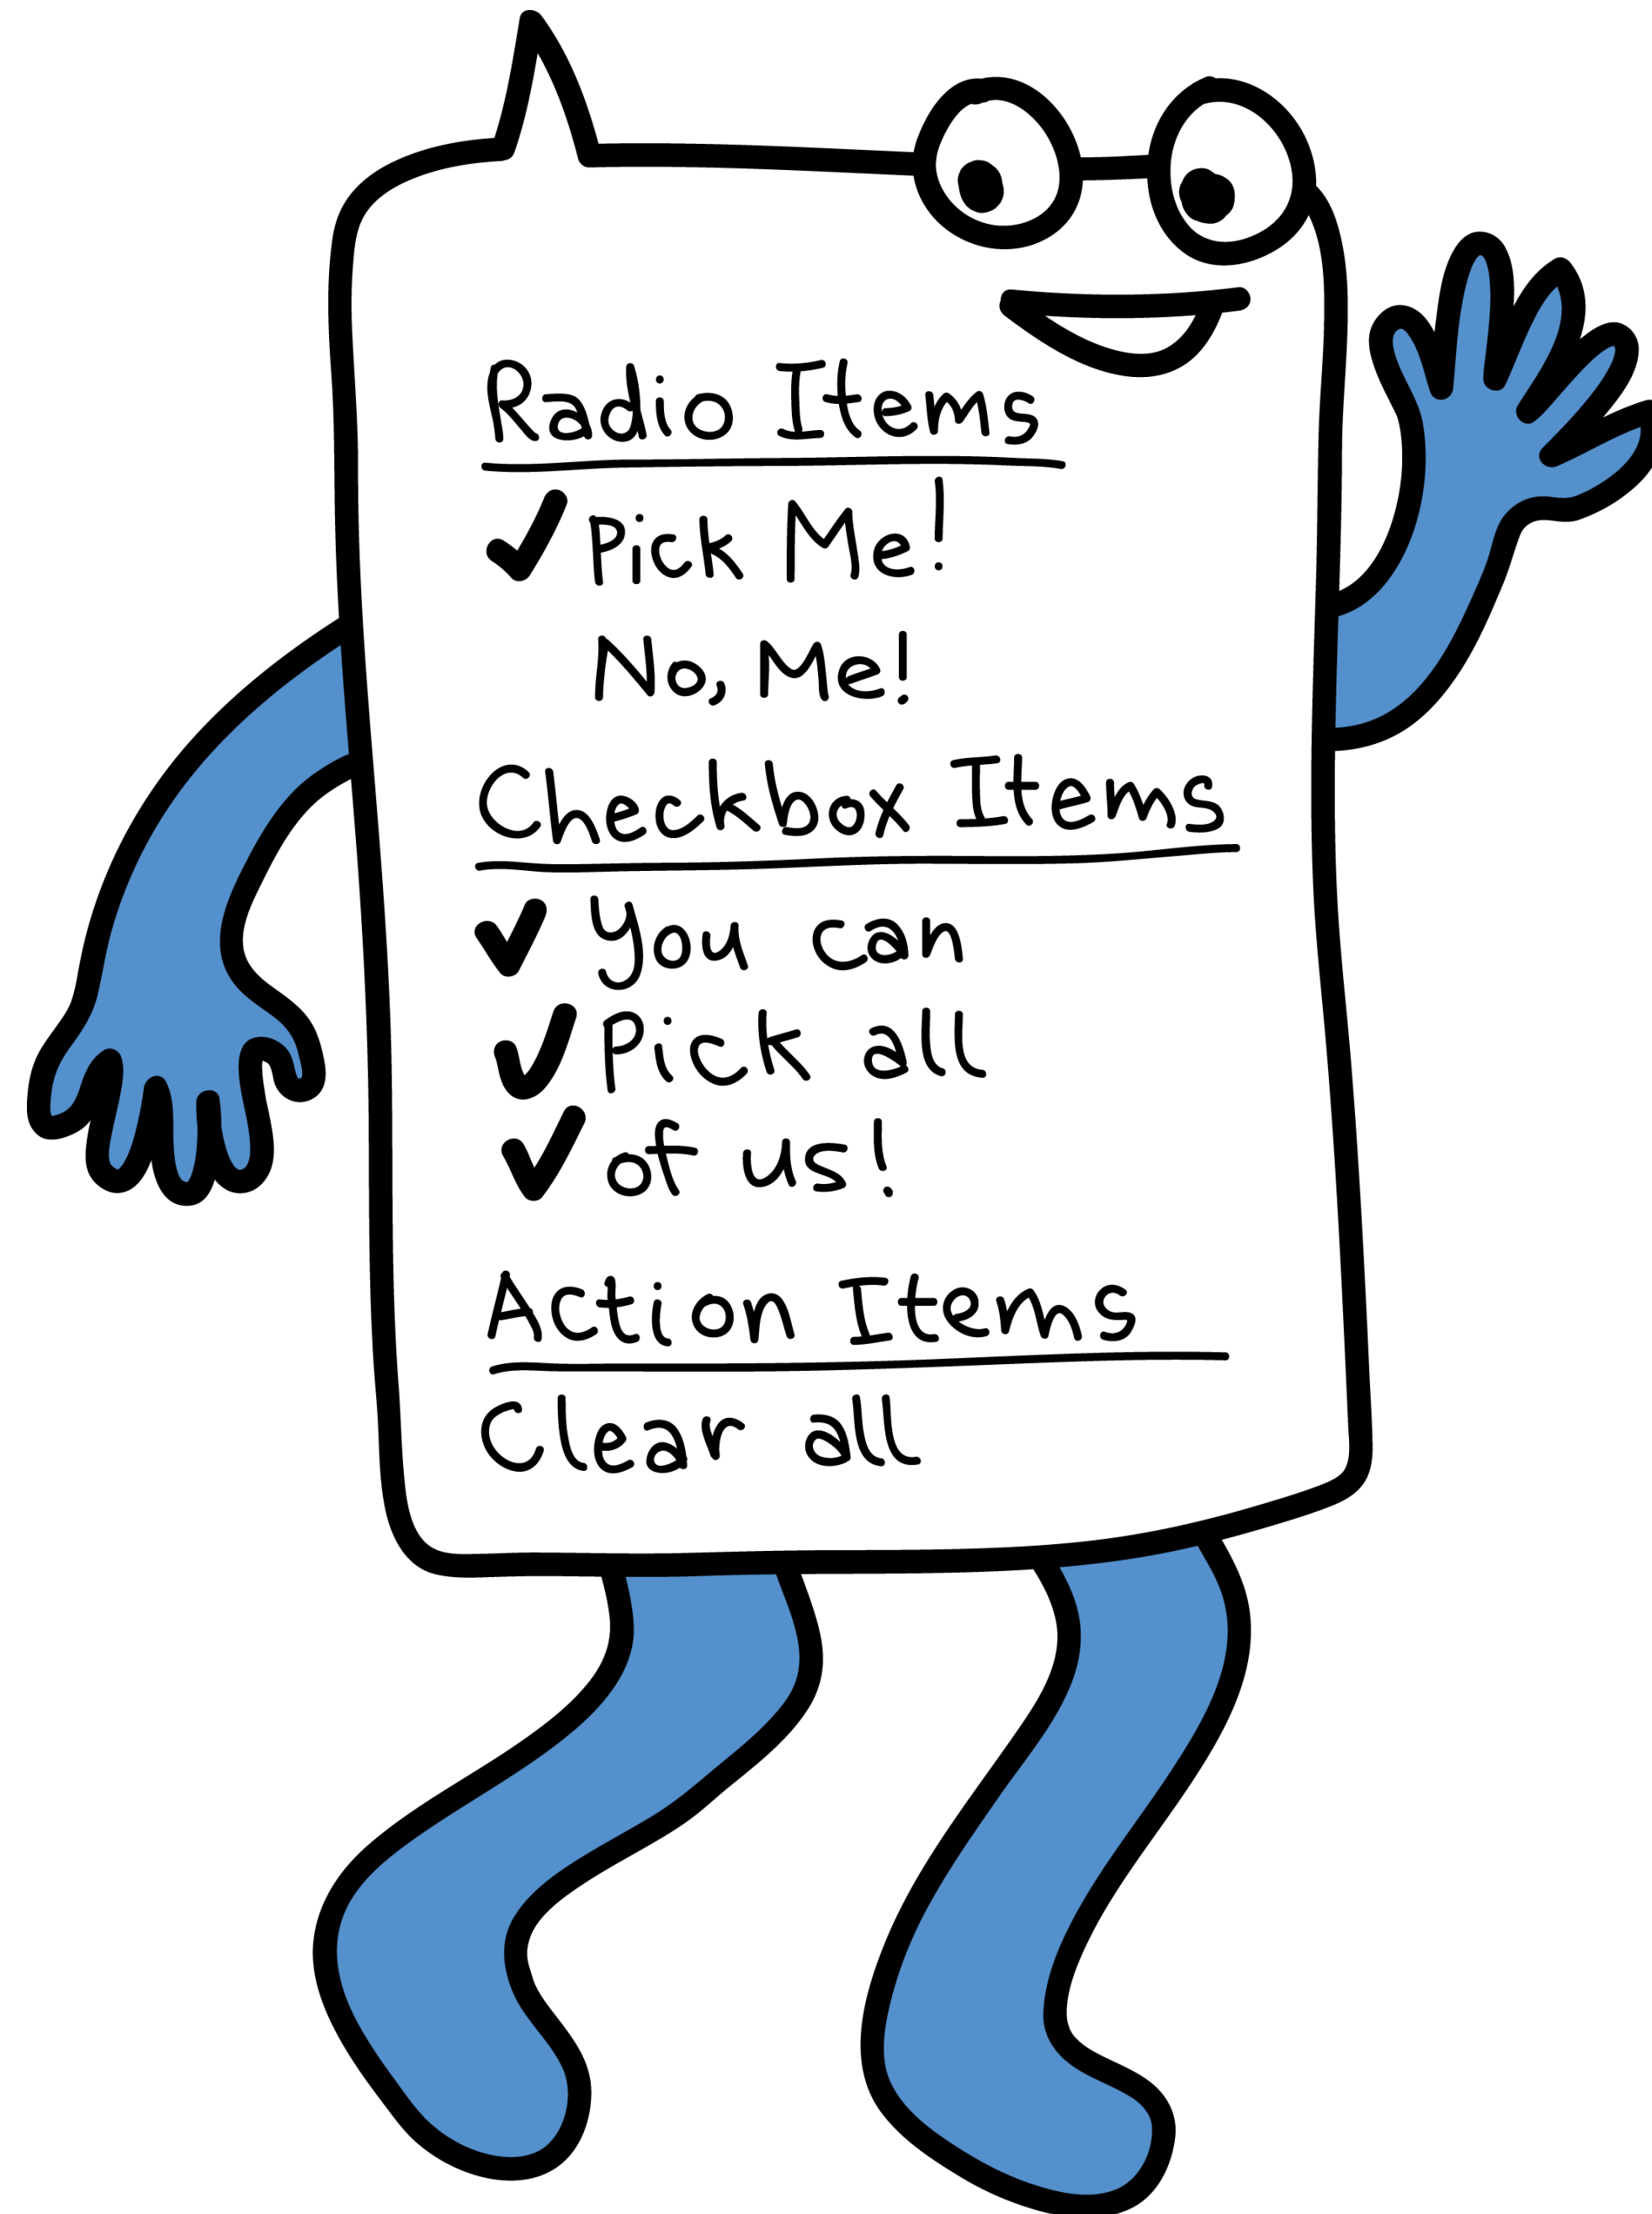 Radio Items
✓ Pick Me!
No, Me!
Checkbox Items
✓ You can
✓ Pick all
✓ of us!
Action Items
Clear all